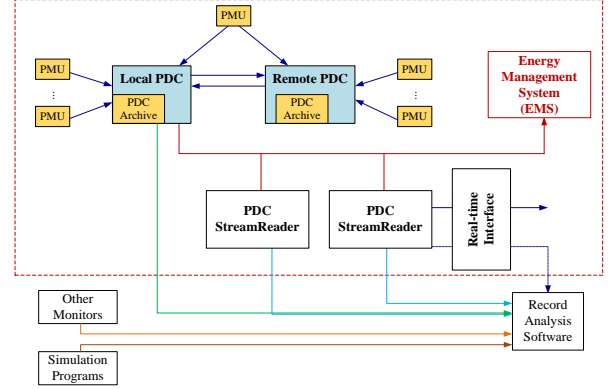 PMU
Local PDC
Remote PDC
PMU
PMU
PDC
Archive
PDC
Archive
PMU
PMU
Energy
Management
System
(EMS)
PDC
StreamReader
PDC
StreamReader
Real-time
Interface
Other
Monitors
Simulation
Programs
Record
Analysis
Software